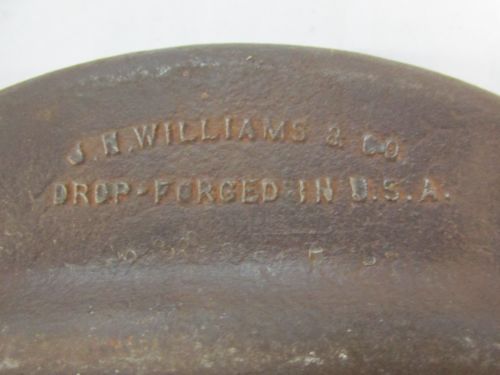 J.H.WILLIAMS & CO.
DROP-FORGED IN U.S.A.